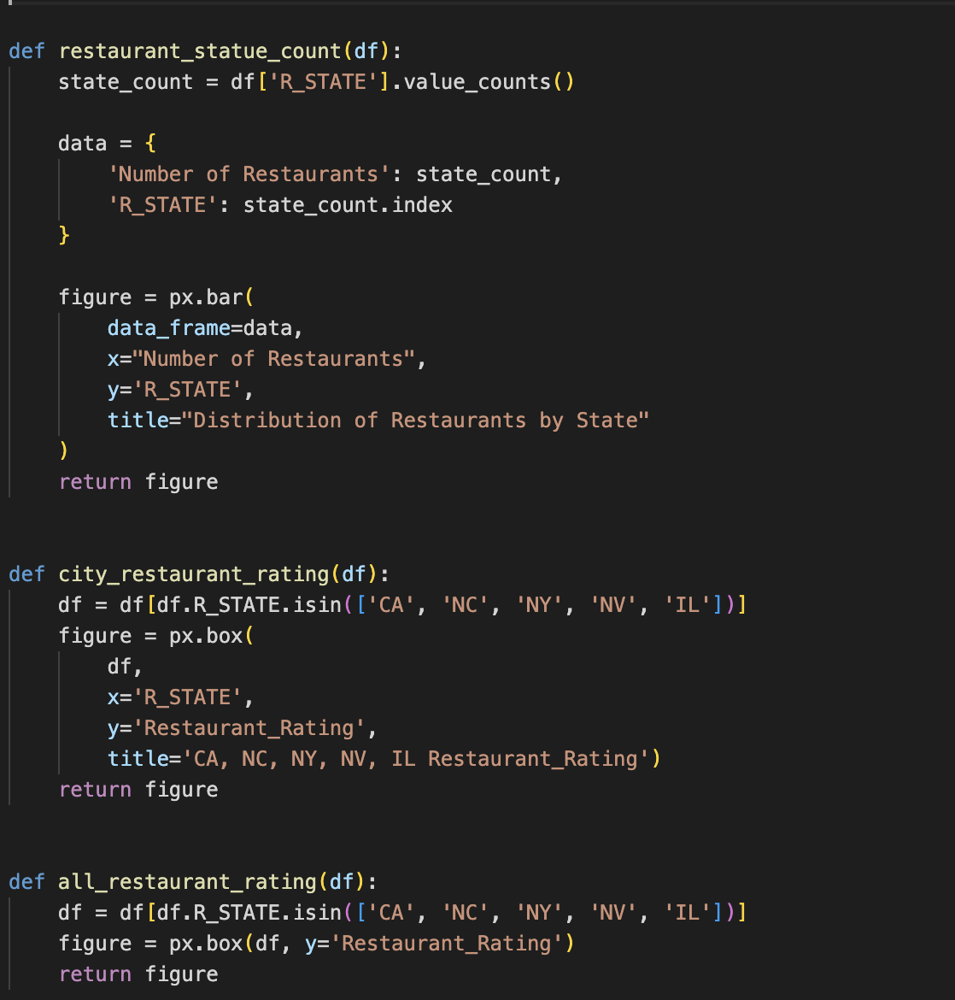 def restaurant_statue_count(df):
    state_count = df['R_STATE'].value_counts()
    data = {
        'Number of Restaurants': state_count,
        'R_STATE': state_count.index
    }
    figure = px.bar(
        data_frame=data,
        x="Number of Restaurants",
        y='R_STATE',
        title="Distribution of Restaurants by State"
    )
    return figure
def city_restaurant_rating(df):
    df = df[df.R_STATE.isin(['CA', 'NC', 'NY', 'NV', 'IL'])]
    figure = px.box(
        df,
        x='R_STATE',
        y='Restaurant_Rating',
        title='CA, NC, NY, NV, IL Restaurant_Rating')
    return figure
def all_restaurant_rating(df):
    df = df[df.R_STATE.isin(['CA', 'NC', 'NY', 'NV', 'IL'])]
    figure = px.box(df, y='Restaurant_Rating')
    return figure